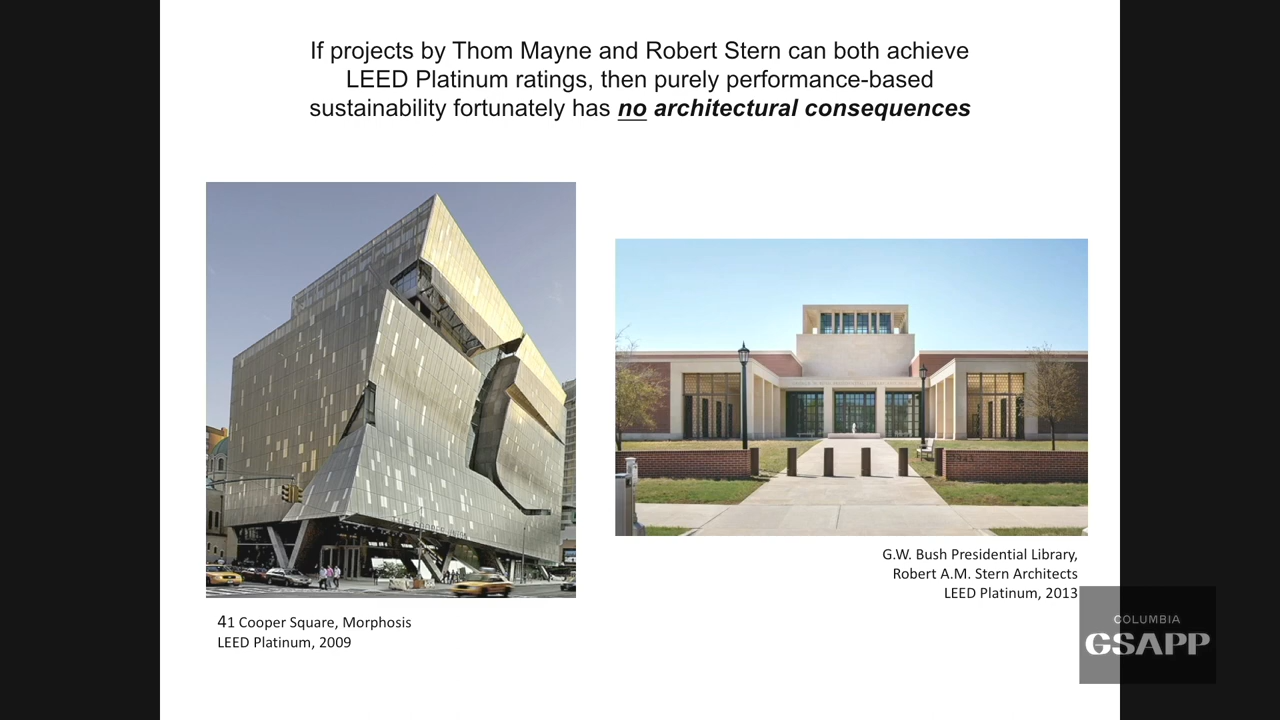 If projects by Thom Mayne and Robert Stern can both achieve
LEED Platinum ratings, then purely performance-based
sustainability fortunately has no architectural consequences
41 Cooper Square, Morphosis
LEED Platinum, 2009
G.W. Bush Presidential Library,
Robert A.M. Stern Architects
LEED Platinum, 2013
COLUMBIA
GSAPP